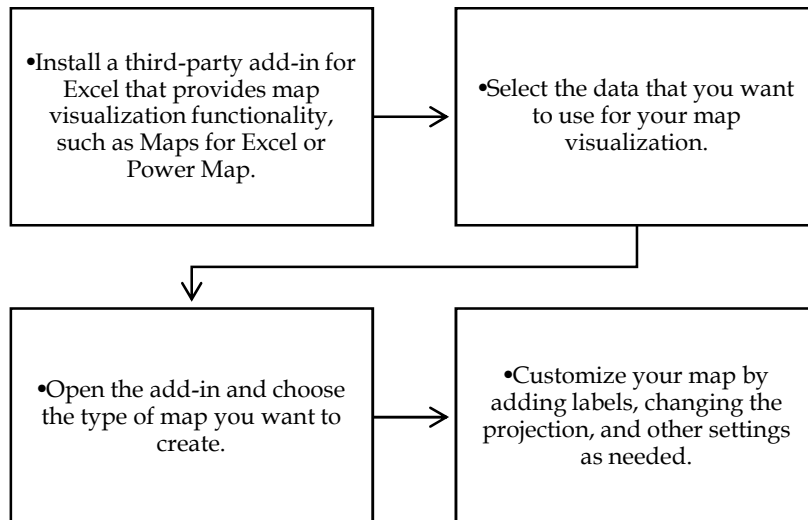 •Install a third-party add-in for
Excel that provides map
visualization functionality,
such as Maps for Excel or
Power Map.
•Select the data that you want
to use for your map
visualization.
•Open the add-in and choose
the type of map you want to
create.
•Customize your map by
adding labels, changing the
projection, and other settings
as needed.